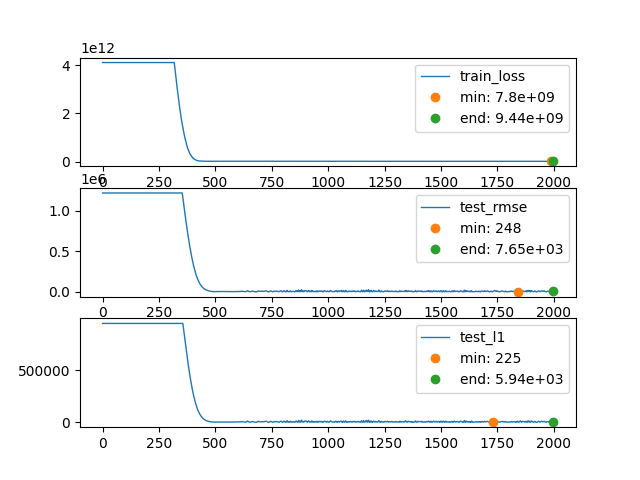 1e12
4
2
0
train_loss
min: 7.8e+09
end: 9.44e+09
0 250 500 750 1000 1250 1500 1750 2000
1e6
1.0
0.5
0.0
test_rmse
min: 248
end: 7.65e+03
0 250 500 750 1000 1250 1500 1750 2000
500000
0
test_l1
min: 225
end: 5.94e+03
0 250 500 750 1000 1250 1500 1750 2000